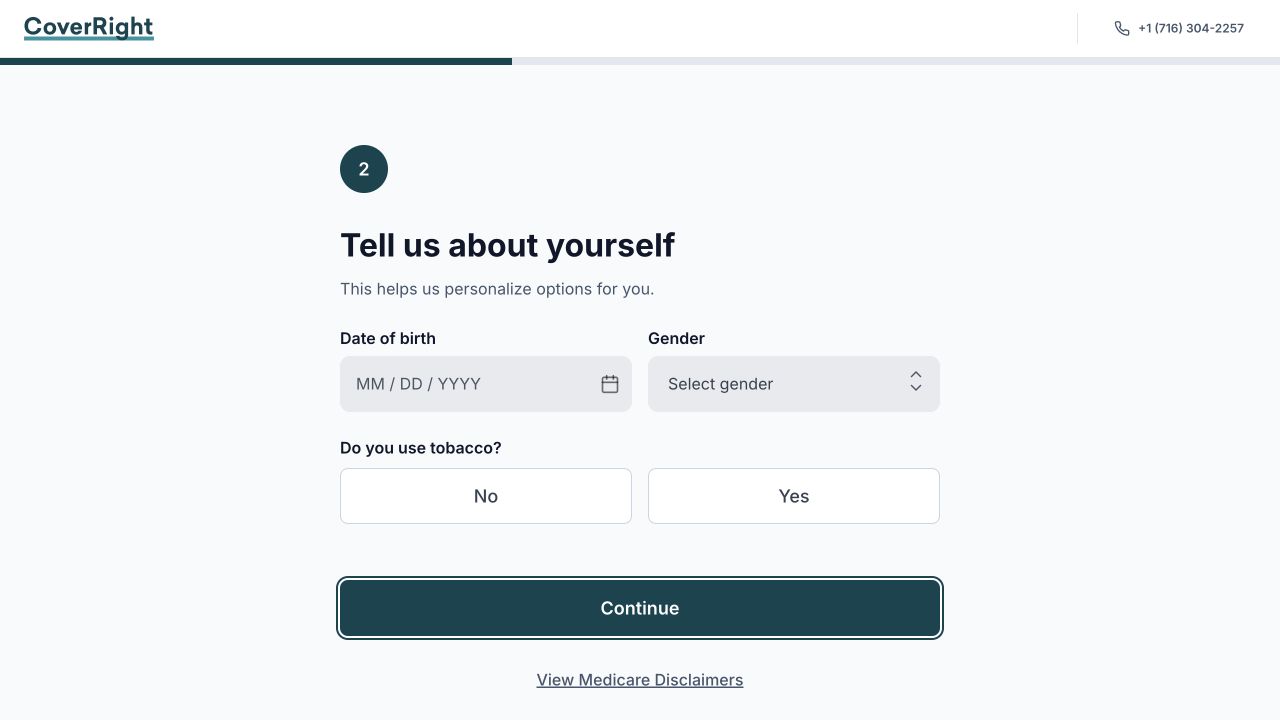 CoverRight
+1 (716) 304-2257
2
Tell us about yourself
This helps us personalize options for you.
Date of birth
Gender
MM / DD / YYYY
Select gender
Do you use tobacco?
No
Yes
Continue
View Medicare Disclaimers